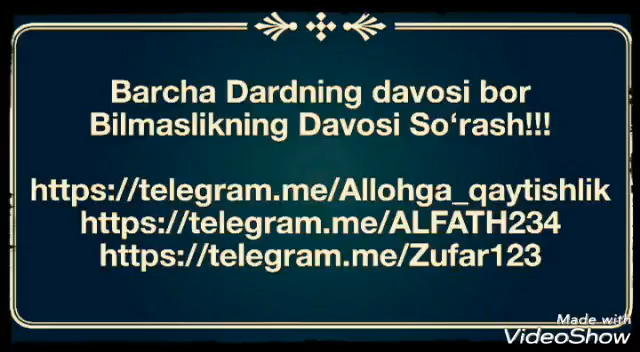 Barcha Dardning davosi bor
Bilmaslikning Davosi So‘rash!!!
https://telegram.me/Allohga_qaytishlik
https://telegram.me/ALFATH234
https://telegram.me/Zufar123
Made with
VideoShow